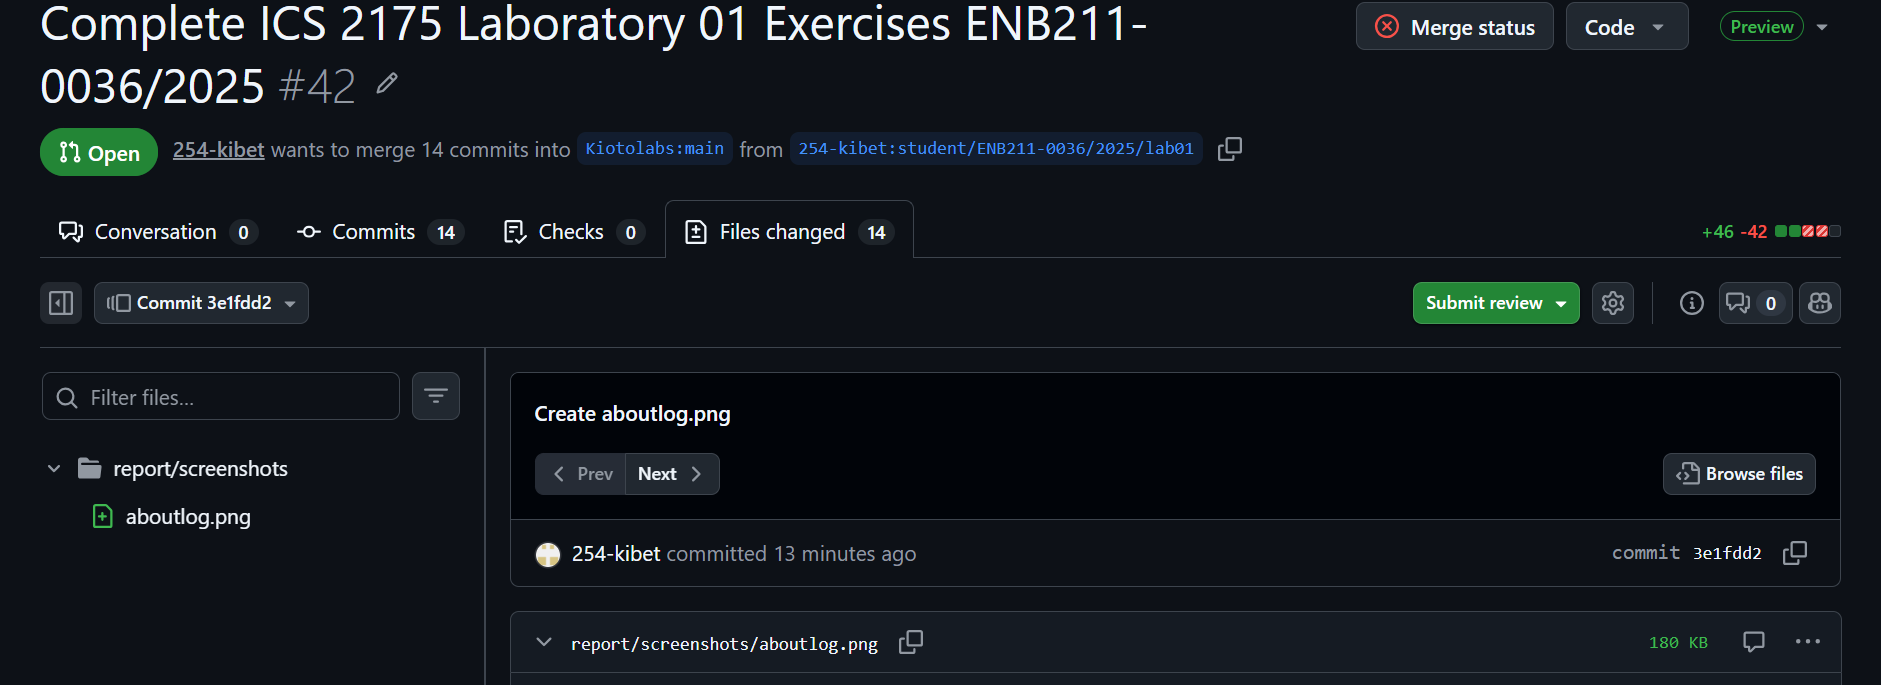 Complete ICS 2175 Laboratory 01 Exercises ENB211-
0036/2025 #42
Merge status
Code
Preview
Open
254-kibet wants to merge 14 commits into Kiotolabs:main from 254-kibet:student/ENB211-0036/2025/lab01
Conversation 0
Commits 14
Checks 0
Files changed 14
+46 -42
Commit 3e1fdd2
Submit review
0
Filter files...
Create aboutlog.png
Prev
Next
Browse files
report/screenshots
aboutlog.png
254-kibet committed 13 minutes ago
commit 3e1fdd2
report/screenshots/aboutlog.png
180 KB